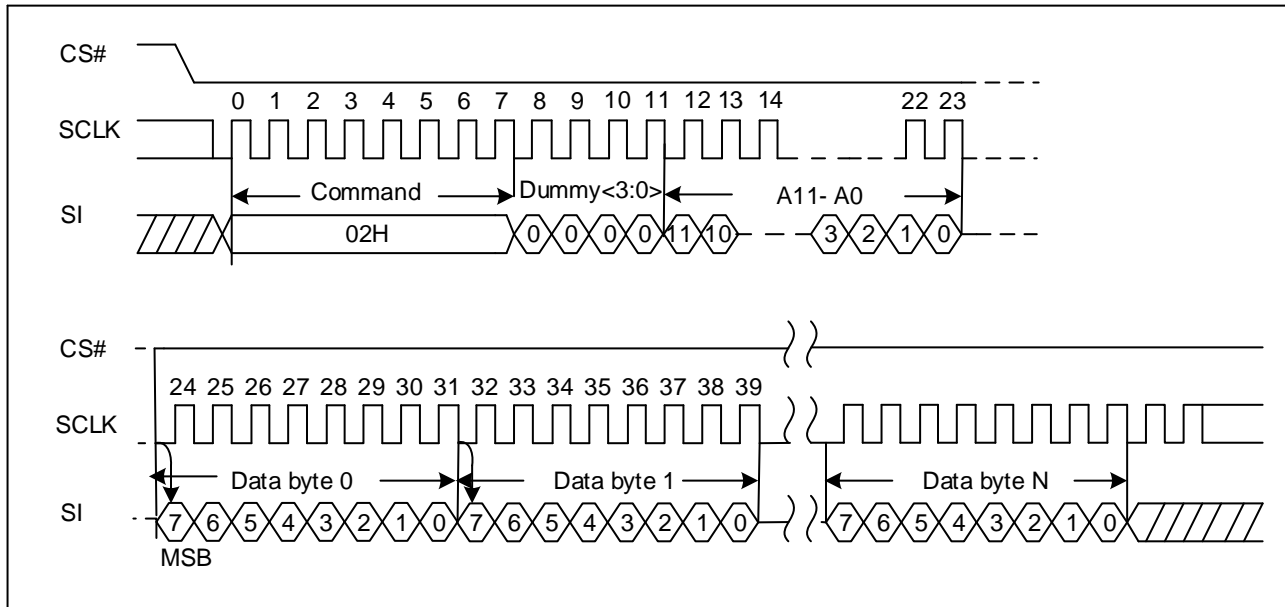 CS#
0 1 2 3 4 5 6 7 8 9 10 11 12 13 14 22 23
SCLK
Command Dummy<3:0> A11- A0
SI
02H 0 0 0 0 11 10 3 2 1 0
CS#
24 25 26 27 28 29 30 31 32 33 34 35 36 37 38 39
SCLK
Data byte 0 Data byte 1 Data byte N
SI
7 6 5 4 3 2 1 0 7 6 5 4 3 2 1 0 7 6 5 4 3 2 1 0
MSB